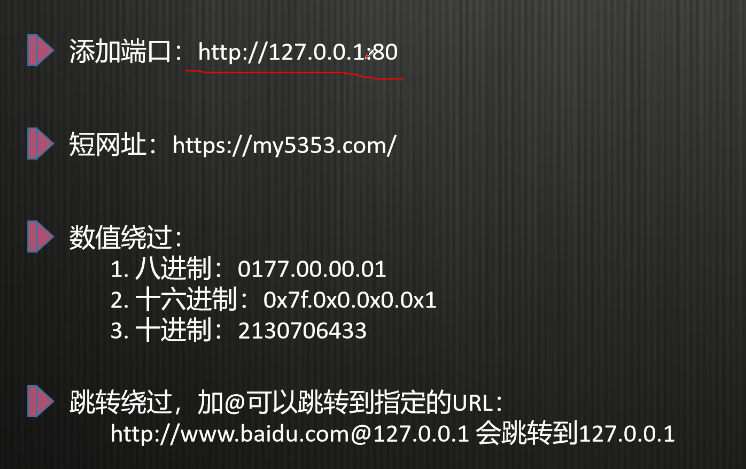 添加端口：http://127.0.0.1:80
短网址：https://my5353.com/
数值绕过：
1. 八进制：0177.00.00.01
2. 十六进制：0x7f.0x0.0x0.0x1
3. 十进制：2130706433
跳转绕过，加@可以跳转到指定的URL：
http://www.baidu.com@127.0.0.1 会跳转到127.0.0.1